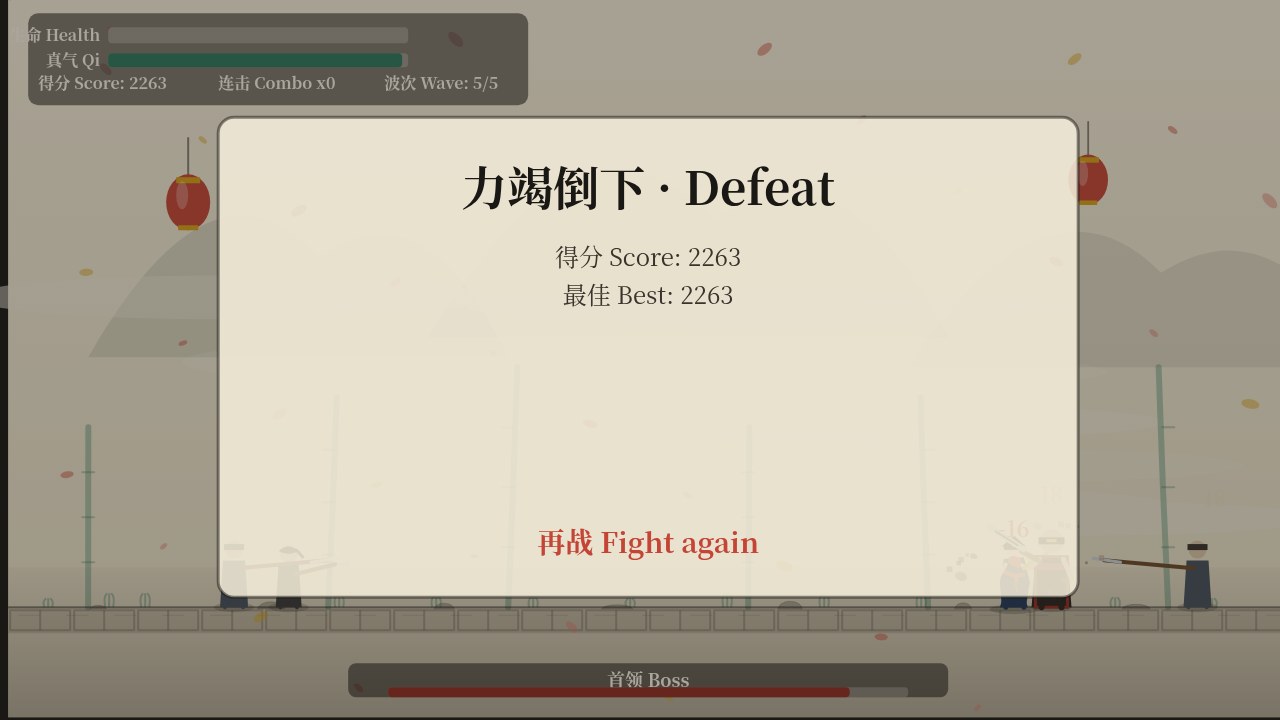 命 Health
真气 Qi
得分 Score: 2263 连击 Combo x0 波次 Wave: 5/5
力竭倒下 · Defeat
得分 Score: 2263
最佳 Best: 2263
16
再战 Fight again
首领 Boss